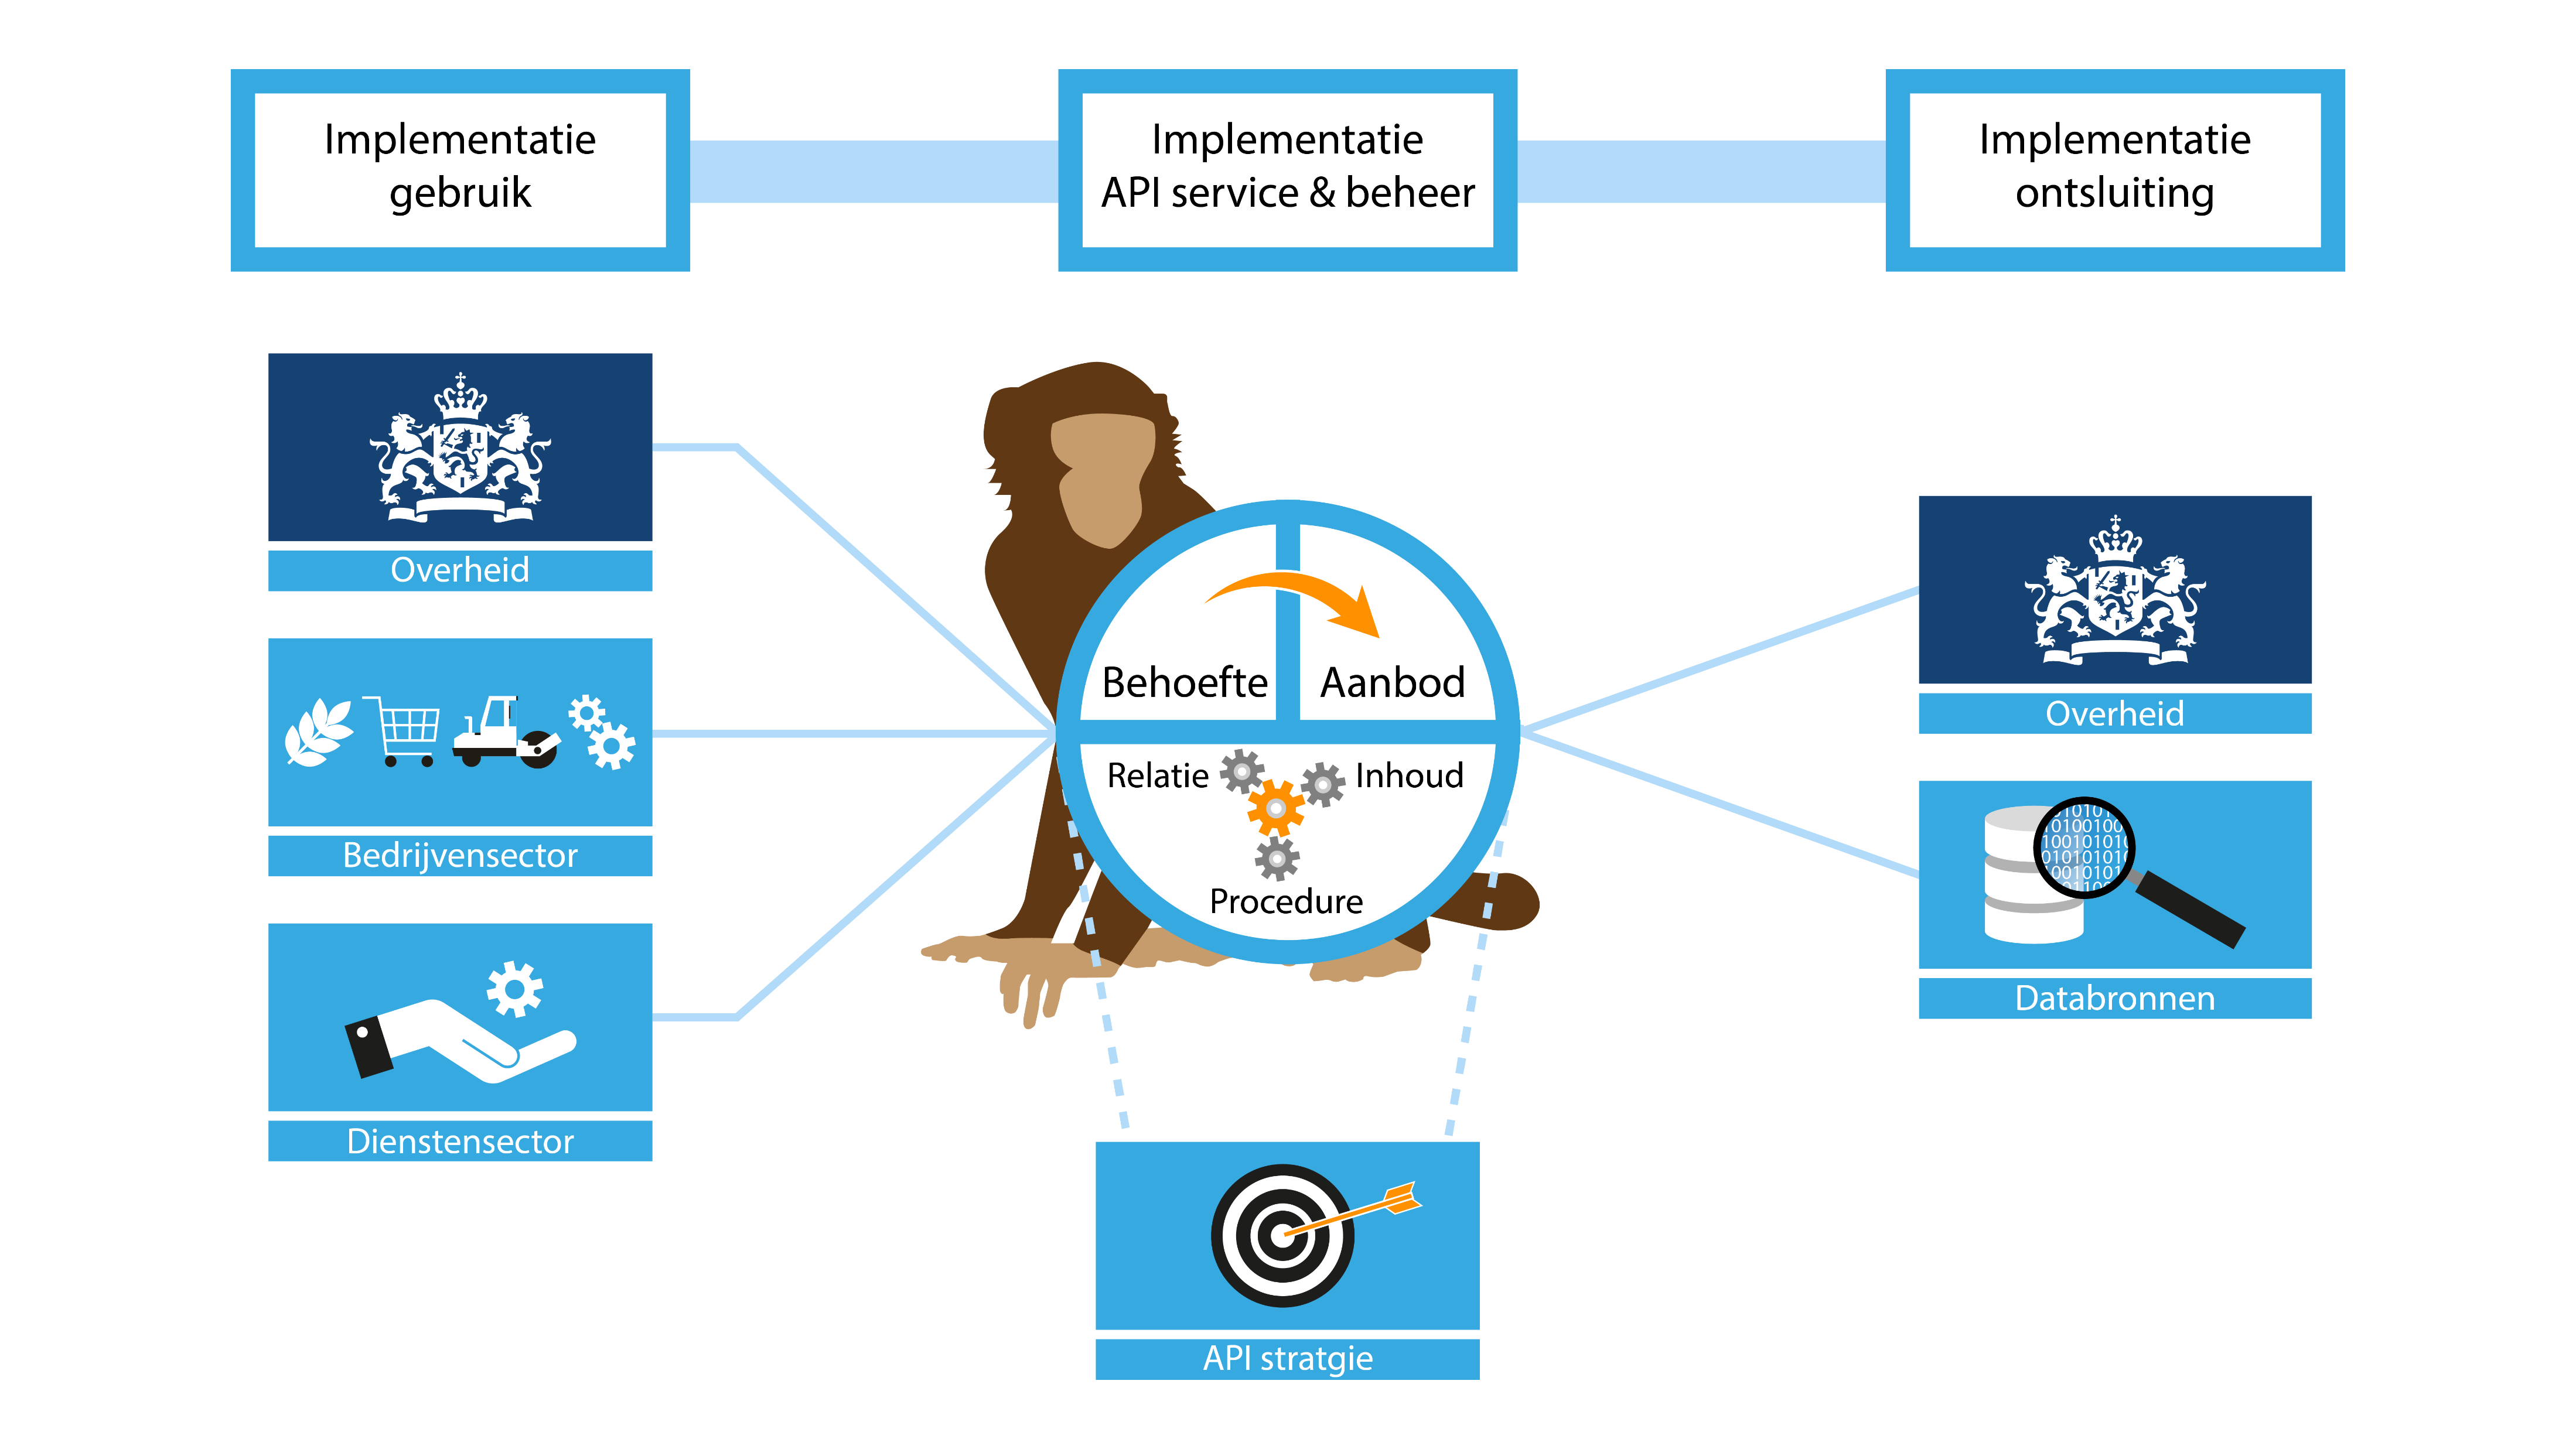 Implementatie
gebruik
Implementatie
API service & beheer
Implementatie
ontsluiting
Overheid
Bedrijvensector
Dienstensector
Behoefte
Aanbod
Relatie
Inhoud
Procedure
Overheid
Databronnen
API stratgie